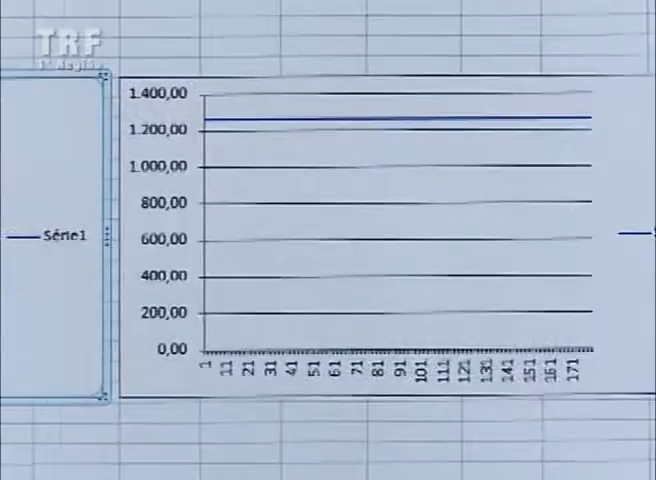 TRF
1ª Região
1.400,00
1.200,00
1.000,00
800,00
Série1
600,00
400,00
200,00
0,00
1 11 21 31 41 51 61 71 81 91 101 111 121 131 141 151 161 171